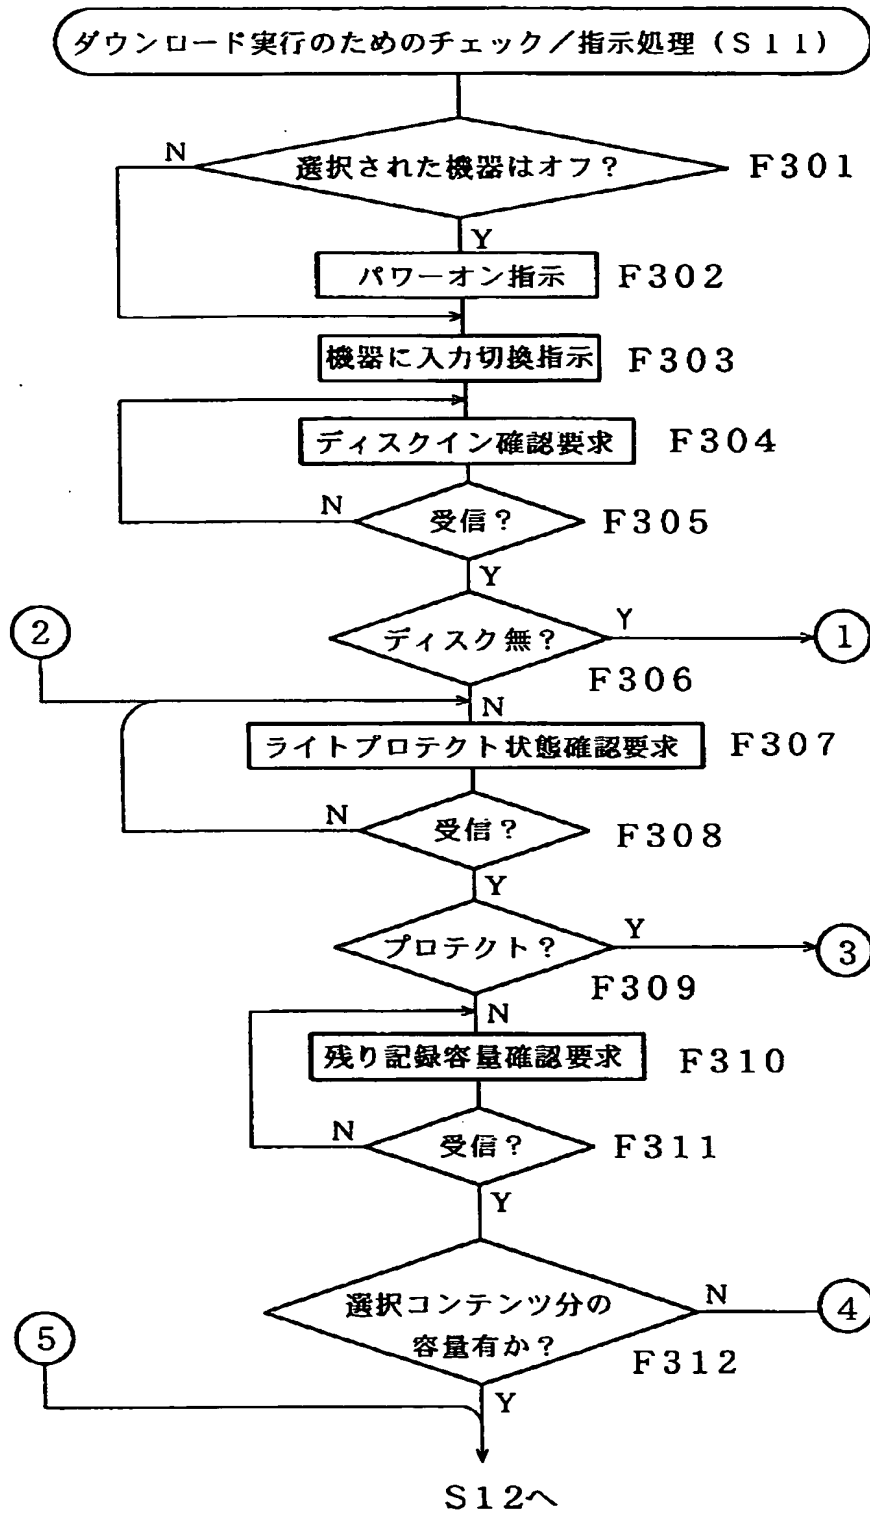 ダウンロード実行のためのチェック／指示処理（S11）
N
選択された機器はオフ？
F301
Y
パワーオン指示
F302
機器に入力切換指示
F303
ディスクイン確認要求
F304
N
受信？
F305
Y
②
ディスク無？
Y
①
F306
N
ライトプロテクト状態確認要求
F307
N
受信？
F308
Y
プロテクト？
Y
③
F309
N
残り記録容量確認要求
F310
N
受信？
F311
Y
選択コンテンツ分の
容量有か？
N
④
⑤
F312
Y
S12へ